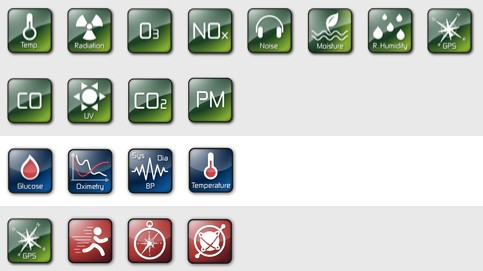 Temp
Radiation
O3
NOx
Noise
Moisture
R. Humidity
GPS
CO
UV
CO2
PM
Glucose
Oximetry
Sys Dia
BP
Temperature
GPS